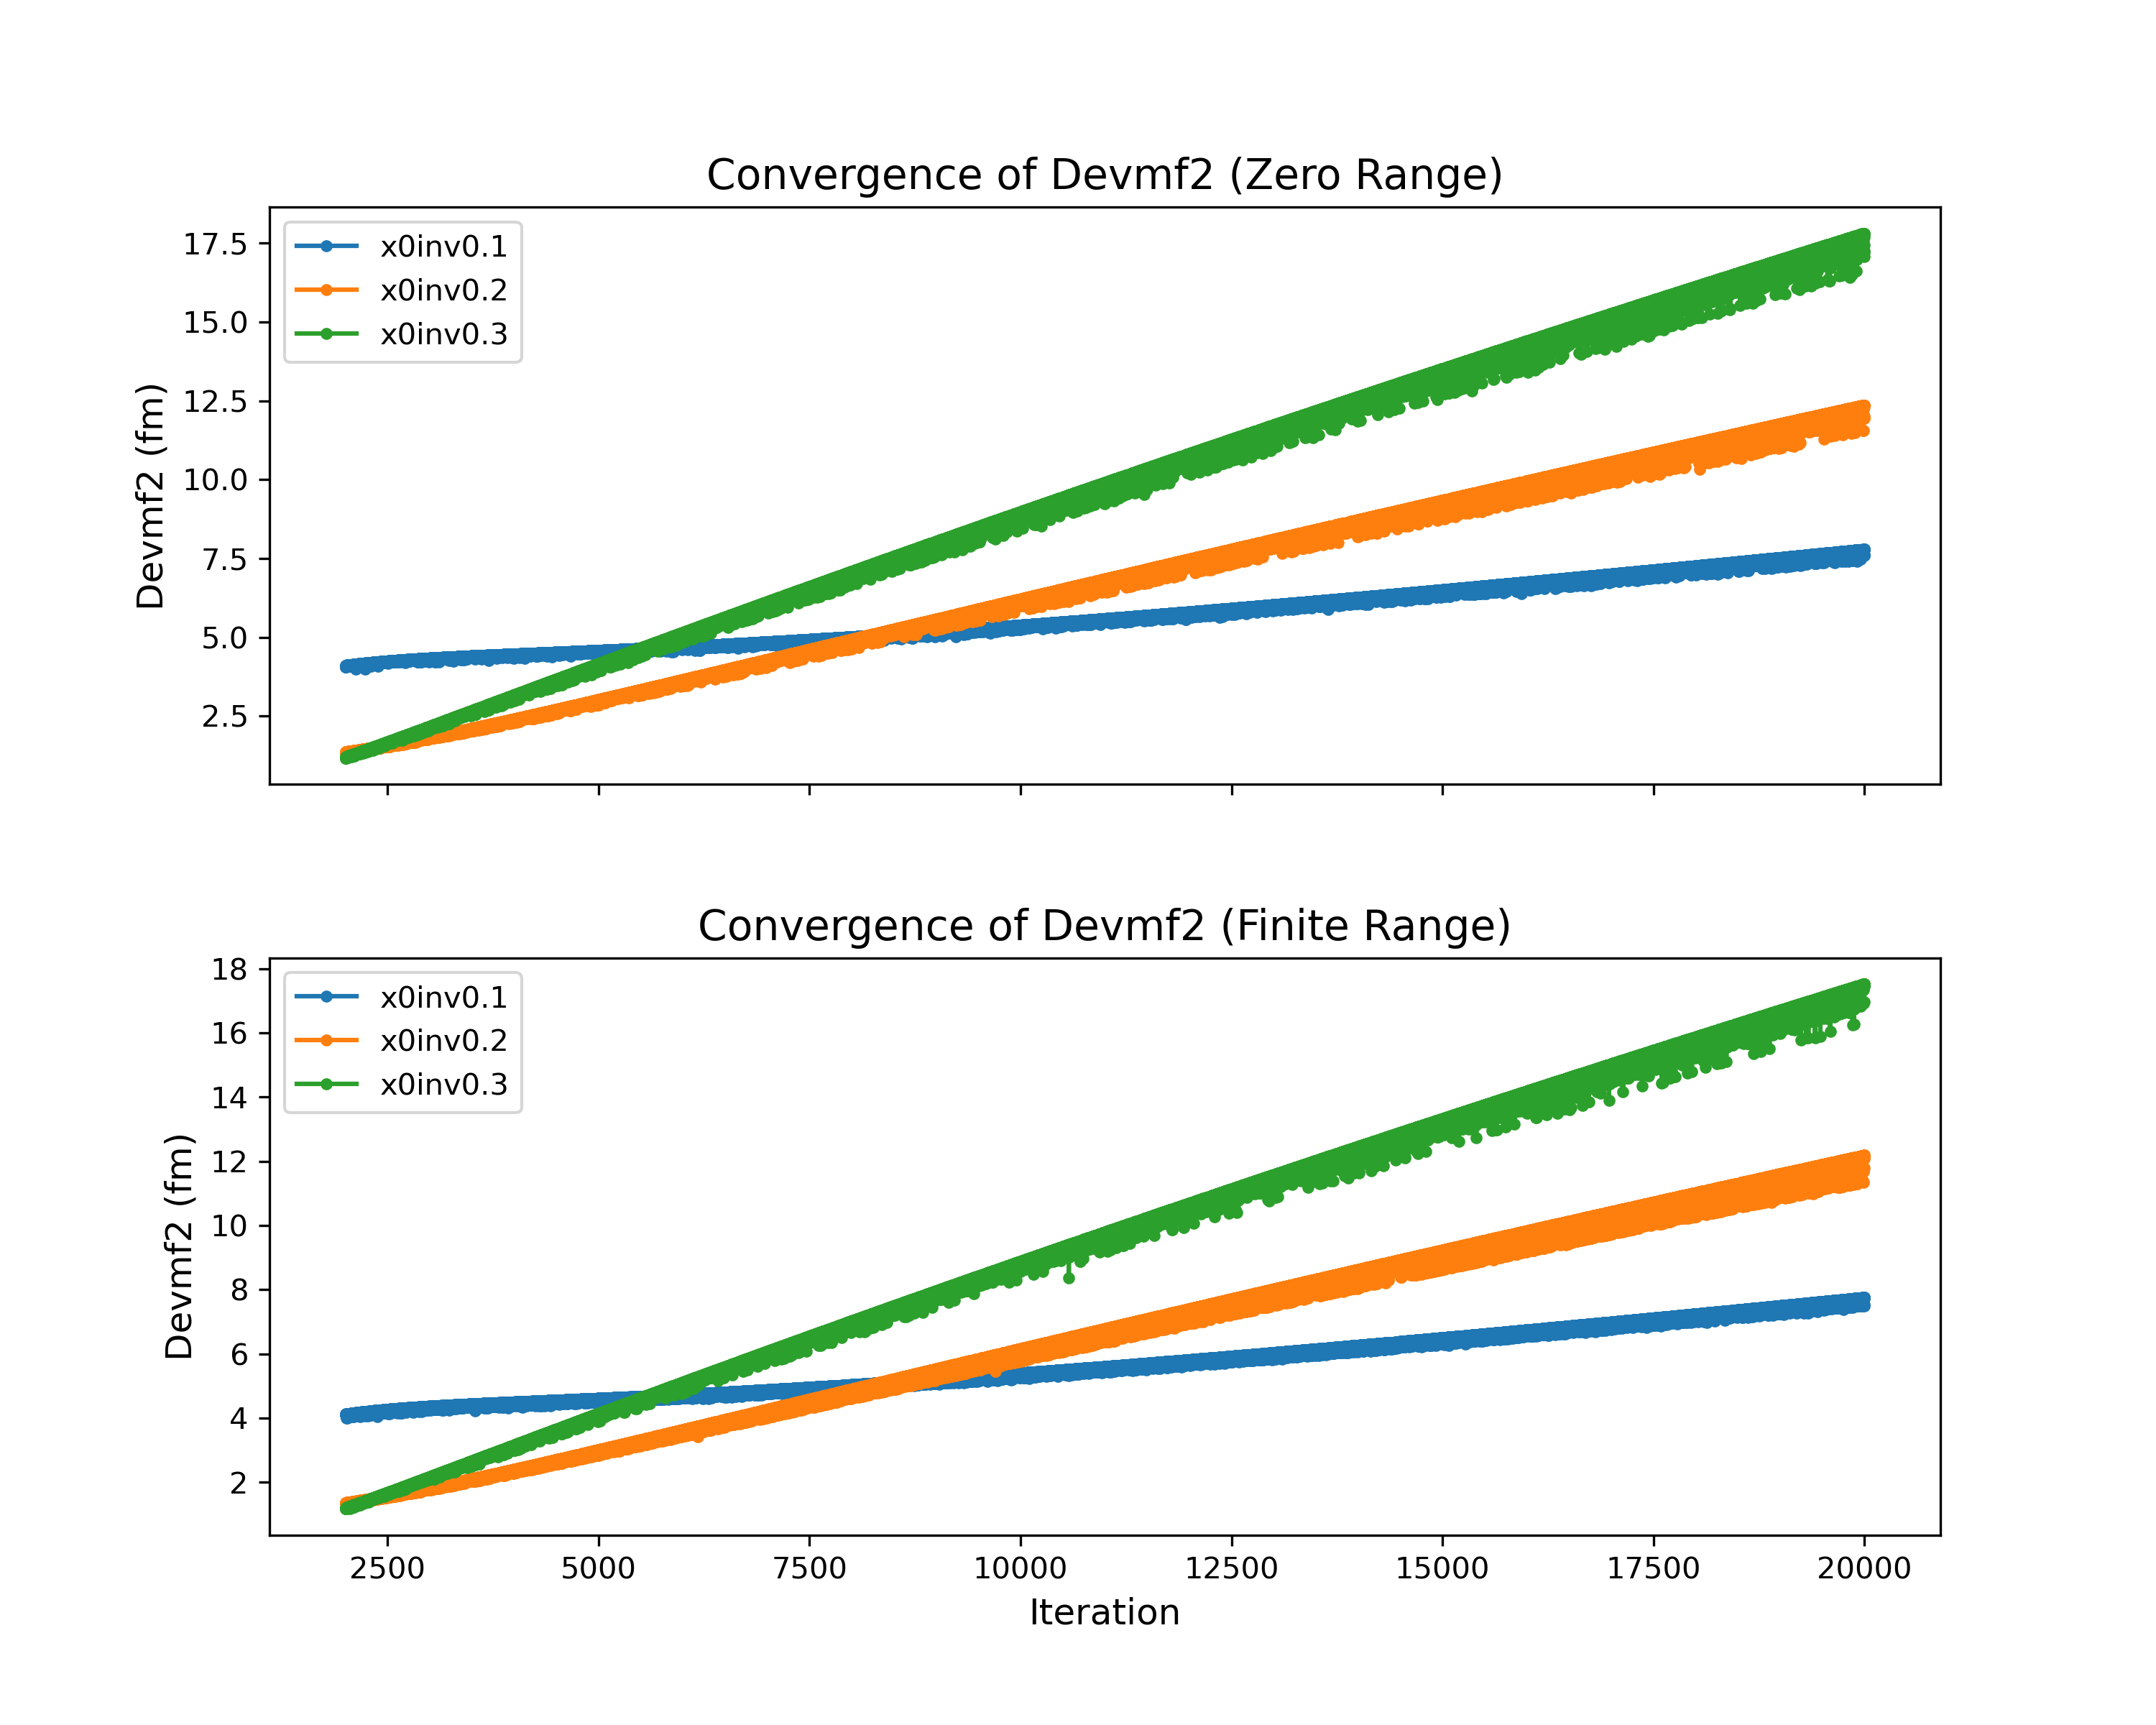 Convergence of Devmf2 (Zero Range)
17.5
15.0
12.5
10.0
7.5
5.0
2.5
Devmf2 (fm)
x0inv0.1
x0inv0.2
x0inv0.3
Convergence of Devmf2 (Finite Range)
18
16
14
12
10
8
6
4
2
Devmf2 (fm)
x0inv0.1
x0inv0.2
x0inv0.3
2500 5000 7500 10000 12500 15000 17500 20000
Iteration